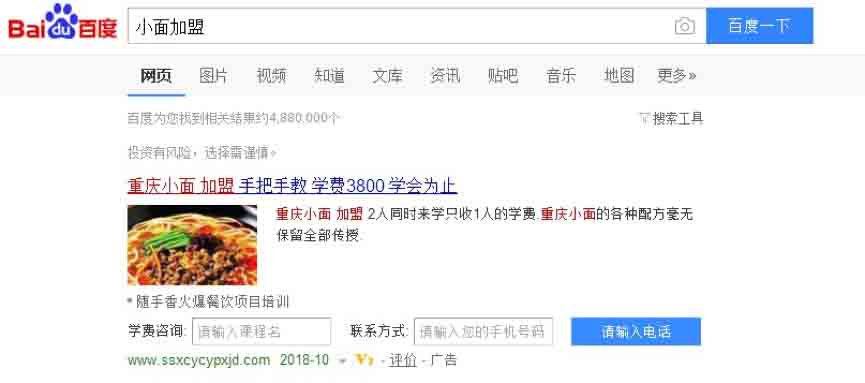 Bai du 百度 小面加盟 百度一下
网页 图片 视频 知道 文库 资讯 贴吧 音乐 地图 更多»
百度为您找到相关结果约4,880,000个 搜索工具
投资有风险，选择需谨慎。
重庆小面 加盟 手把手教 学费3800 学会为止
重庆小面 加盟 2人同时来学只收1人的学费.重庆小面的各种配方毫无
保留全部传授.
随手香火爆餐饮项目培训
学费咨询: 请输入课程名 联系方式: 请输入您的手机号码 请输入电话
www.ssxcycypxjd.com 2018-10 V1 - 评价 - 广告